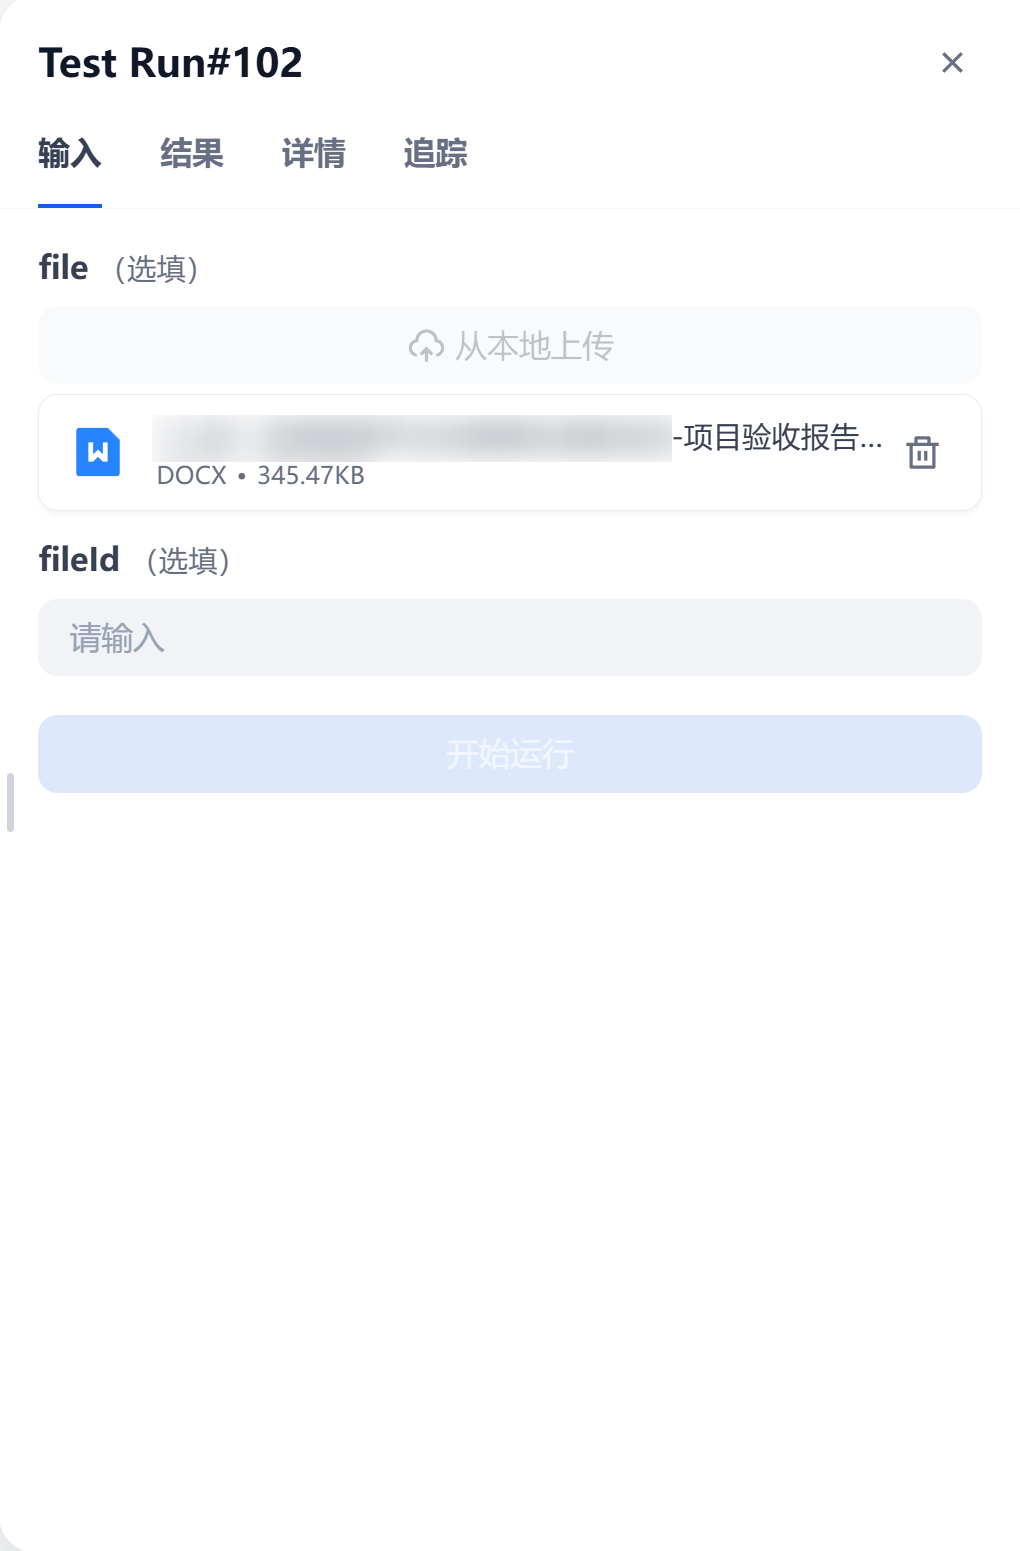 Test Run#102
输入 结果 详情 追踪
file （选填）
从本地上传
-项目验收报告...
DOCX • 345.47KB
fileId （选填）
请输入
开始运行